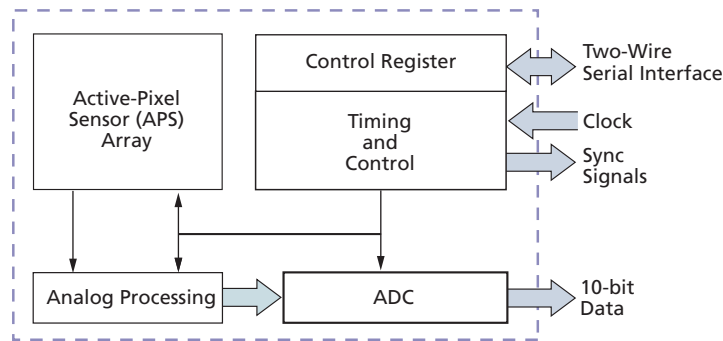 Active-Pixel
Sensor (APS)
Array
Control Register
Timing
and
Control
Two-Wire
Serial Interface
Clock
Sync
Signals
Analog Processing
ADC
10-bit
Data